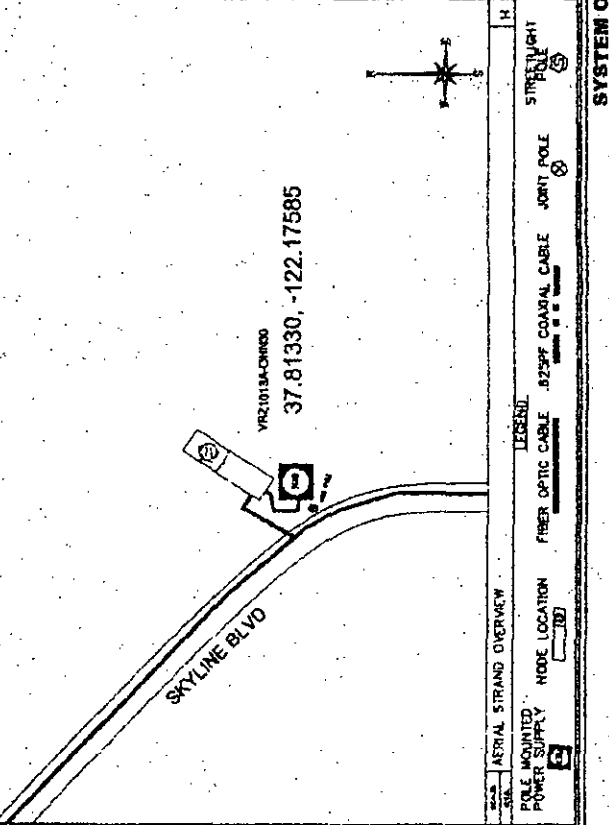 VR21013A-OHN00
37.81330, -122.17585
SKYLINE BLVD
AERIAL STRAND OVERVIEW
LEGEND
POLE MOUNTED
POWER SUPPLY
NODE LOCATION
FIBER OPTIC CABLE
.625PF COAXIAL CABLE
JOINT POLE
STREETLIGHT
POLE
SYSTEM